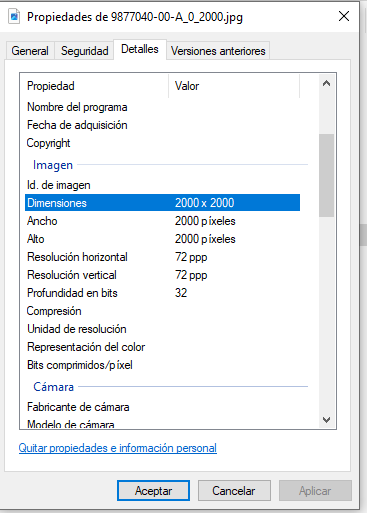 Propiedades de 9877040-00-A_0_2000.jpg
General Seguridad Detalles Versiones anteriores
Propiedad Valor
Nombre del programa
Fecha de adquisición
Copyright
Imagen
Id. de imagen
Dimensiones 2000 x 2000
Ancho 2000 píxeles
Alto 2000 píxeles
Resolución horizontal 72 ppp
Resolución vertical 72 ppp
Profundidad en bits 32
Compresión
Unidad de resolución
Representación del color
Bits comprimidos/píxel
Cámara
Fabricante de cámara
Modelo de cámara
Quitar propiedades e información personal
Aceptar Cancelar Aplicar